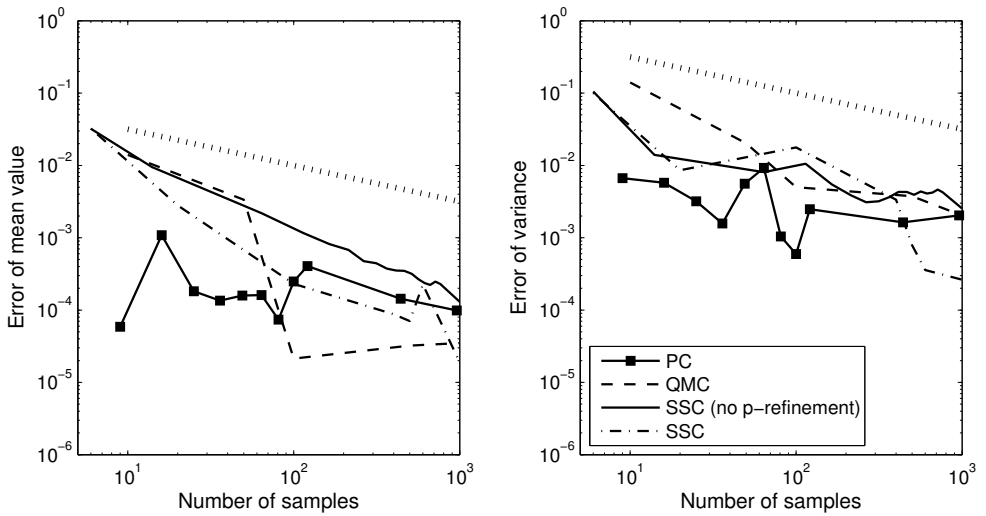 10^0
10^−1
10^−2
10^−3
10^−4
10^−5
10^−6
10^1
10^2
10^3
Error of mean value
Number of samples
10^0
10^−1
10^−2
10^−3
10^−4
10^−5
10^−6
10^1
10^2
10^3
Error of variance
Number of samples
PC
QMC
SSC (no p−refinement)
SSC